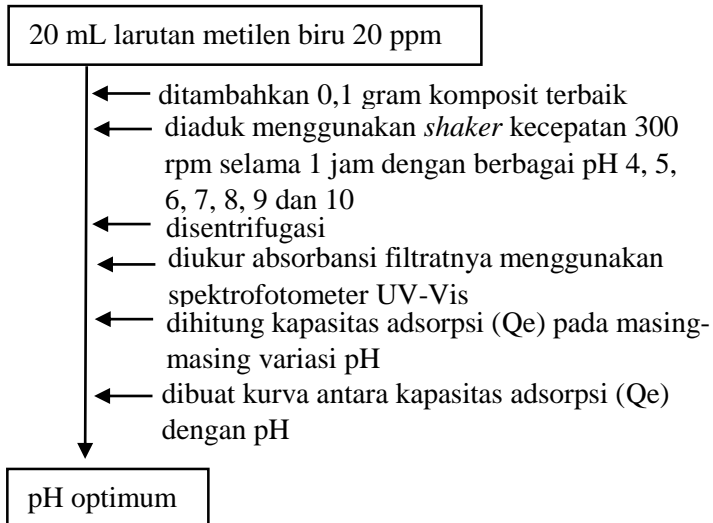 20 mL larutan metilen biru 20 ppm
ditambahkan 0,1 gram komposit terbaik
diaduk menggunakan shaker kecepatan 300
rpm selama 1 jam dengan berbagai pH 4, 5,
6, 7, 8, 9 dan 10
disentrifugasi
diukur absorbansi filtratnya menggunakan
spektrofotometer UV-Vis
dihitung kapasitas adsorpsi (Qe) pada masing-
masing variasi pH
dibuat kurva antara kapasitas adsorpsi (Qe)
dengan pH
pH optimum